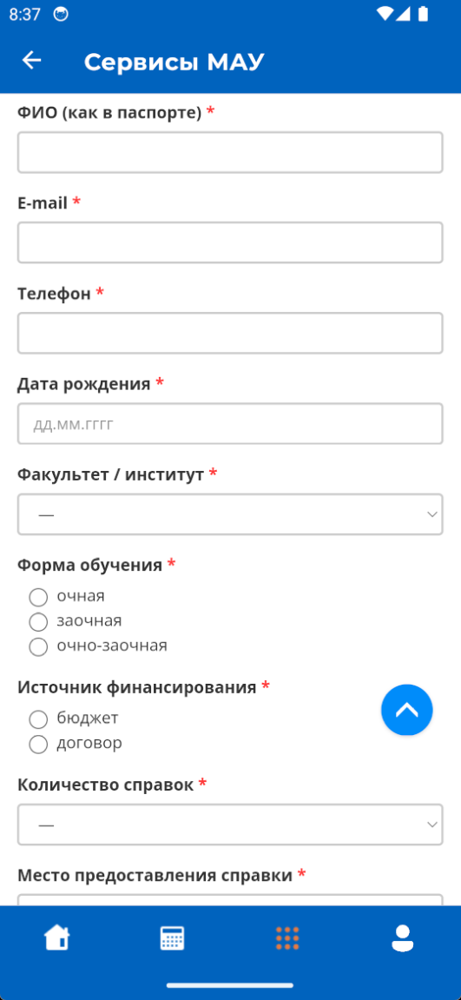 8:37
Сервисы МАУ
ФИО (как в паспорте) *
E-mail *
Телефон *
Дата рождения *
дд.мм.гггг
Факультет / институт *
—
Форма обучения *
очная
заочная
очно-заочная
Источник финансирования *
бюджет
договор
Количество справок *
—
Место предоставления справки *